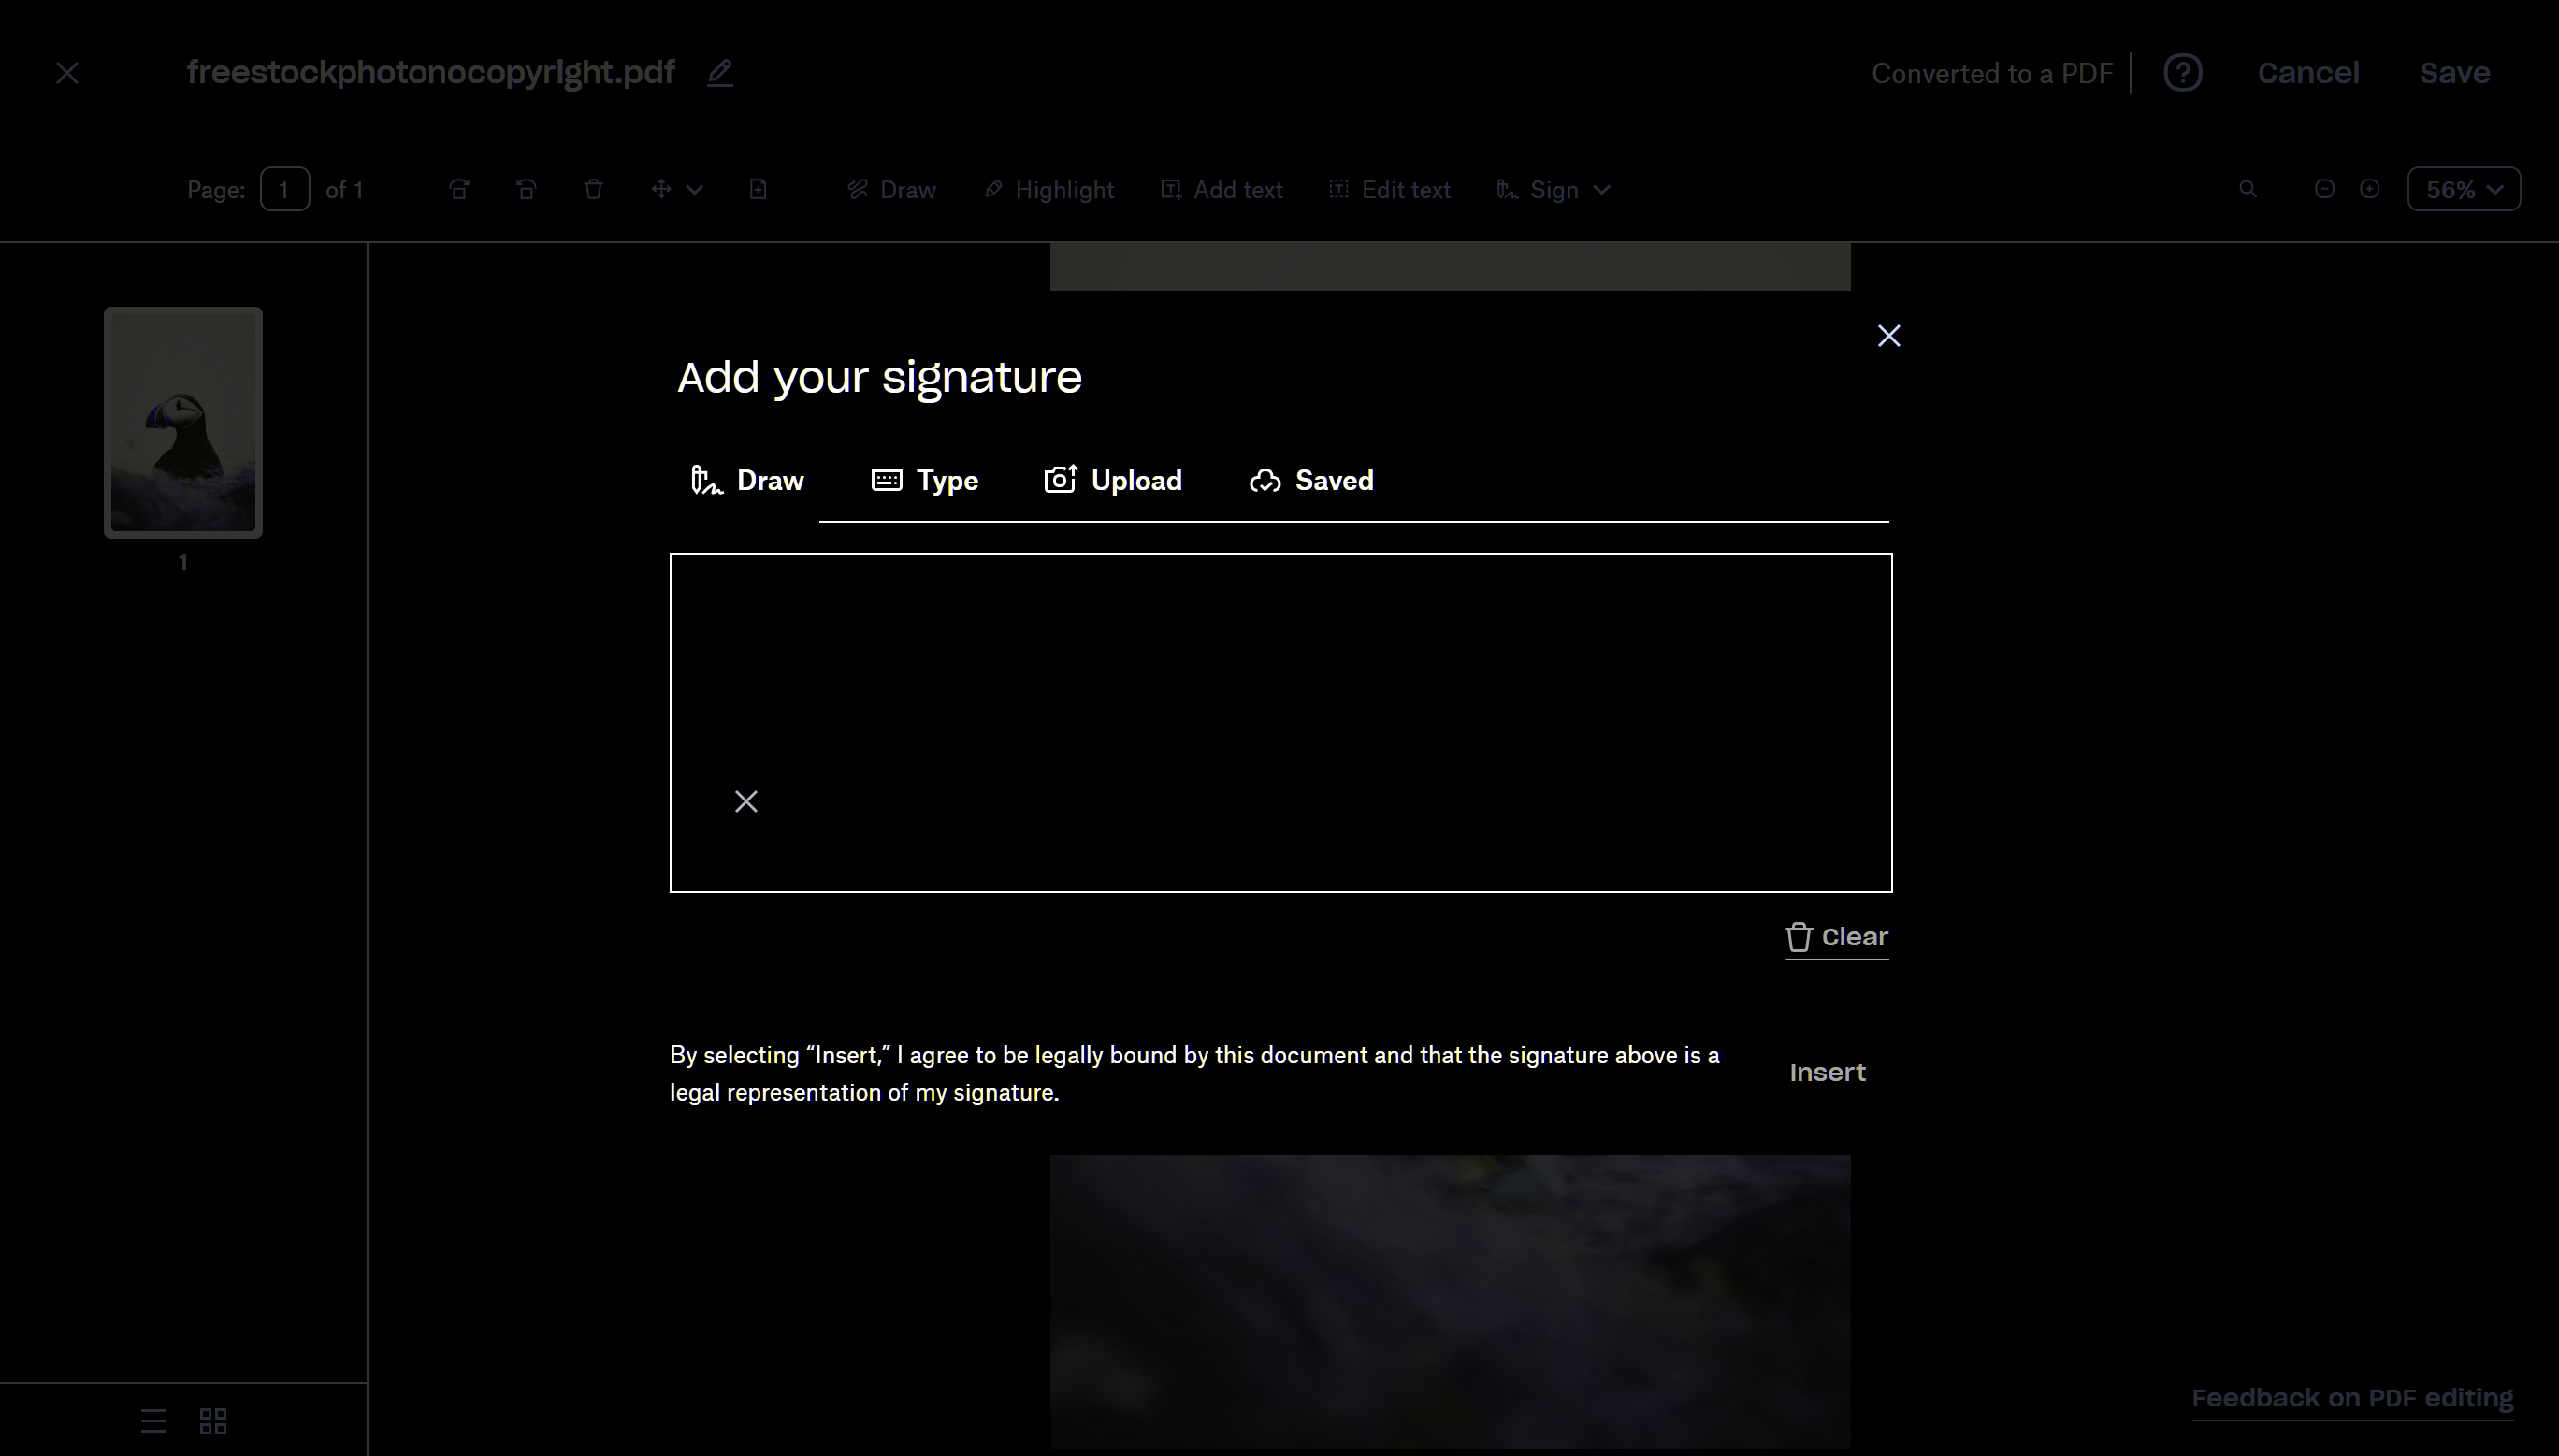 freestockphotonocopyright.pdf
Converted to a PDF
Cancel
Save
Page: 1 of 1
Draw
Highlight
Add text
Edit text
Sign
56%
1
Add your signature
Draw
Type
Upload
Saved
Clear
By selecting “Insert,” I agree to be legally bound by this document and that the signature above is a
legal representation of my signature.
Insert
Feedback on PDF editing